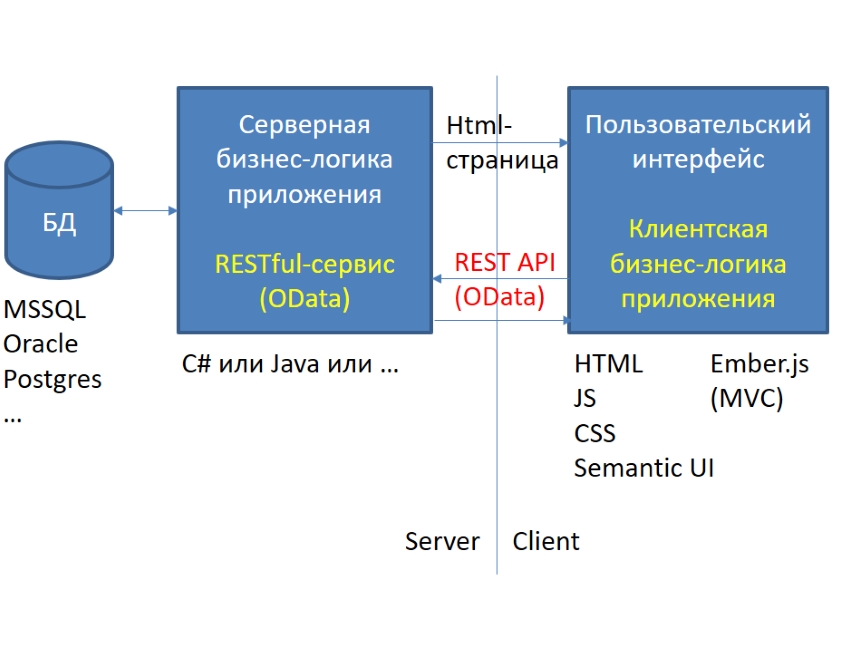 БД
MSSQL
Oracle
Postgres
...
Серверная
бизнес-логика
приложения
RESTful-сервис
(OData)
C# или Java или ...
Html-
страница
REST API
(OData)
Пользовательский
интерфейс
Клиентская
бизнес-логика
приложения
HTML
JS
CSS
Semantic UI
Ember.js
(MVC)
Server
Client